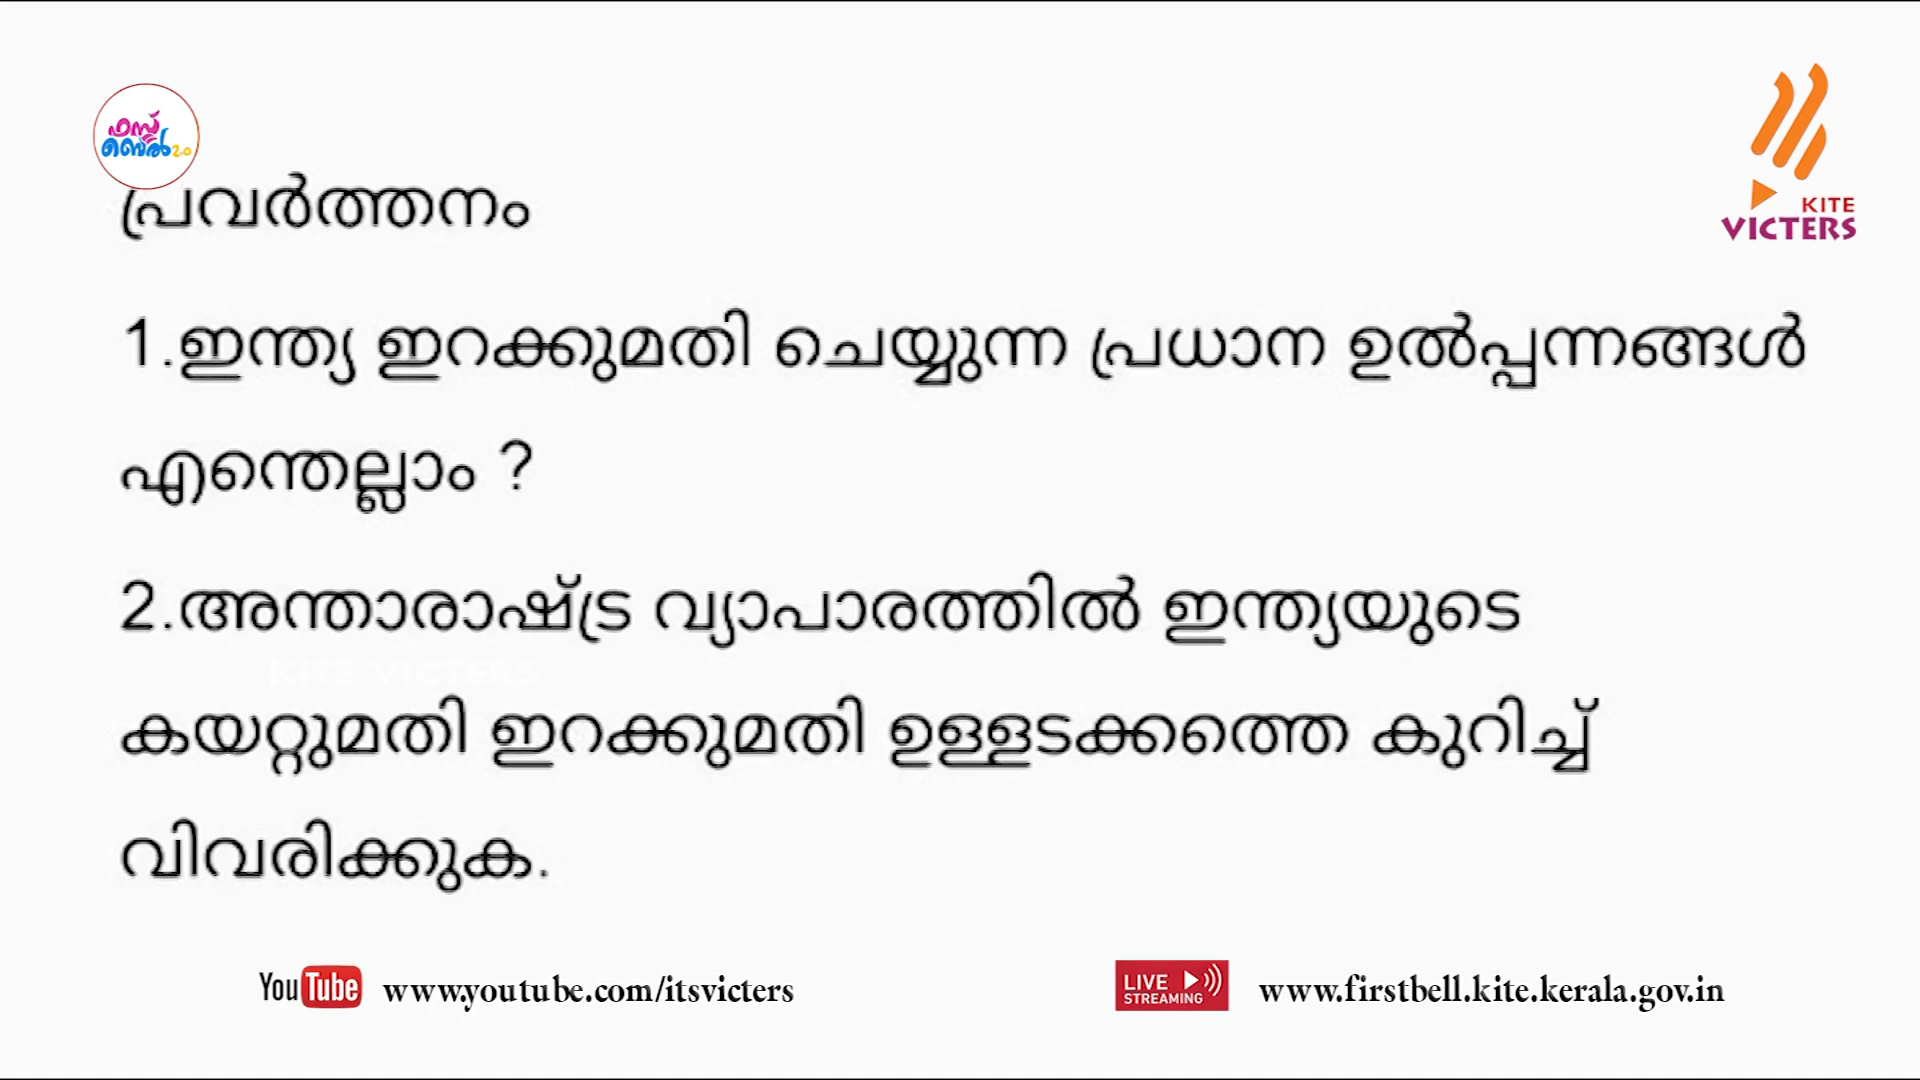 ഫസ്റ്റ്
ബെൽ 2.0
KITE
VICTERS
പ്രവർത്തനം
1.ഇന്ത്യ ഇറക്കുമതി ചെയ്യുന്ന പ്രധാന ഉൽപ്പന്നങ്ങൾ
എന്തെല്ലാം ?
2.അന്താരാഷ്ട്ര വ്യാപാരത്തിൽ ഇന്ത്യയുടെ
KITE VICTERS
കയറ്റുമതി ഇറക്കുമതി ഉള്ളടക്കത്തെ കുറിച്ച്
വിവരിക്കുക.
YouTube www.youtube.com/itsvicters
LIVE STREAMING www.firstbell.kite.kerala.gov.in